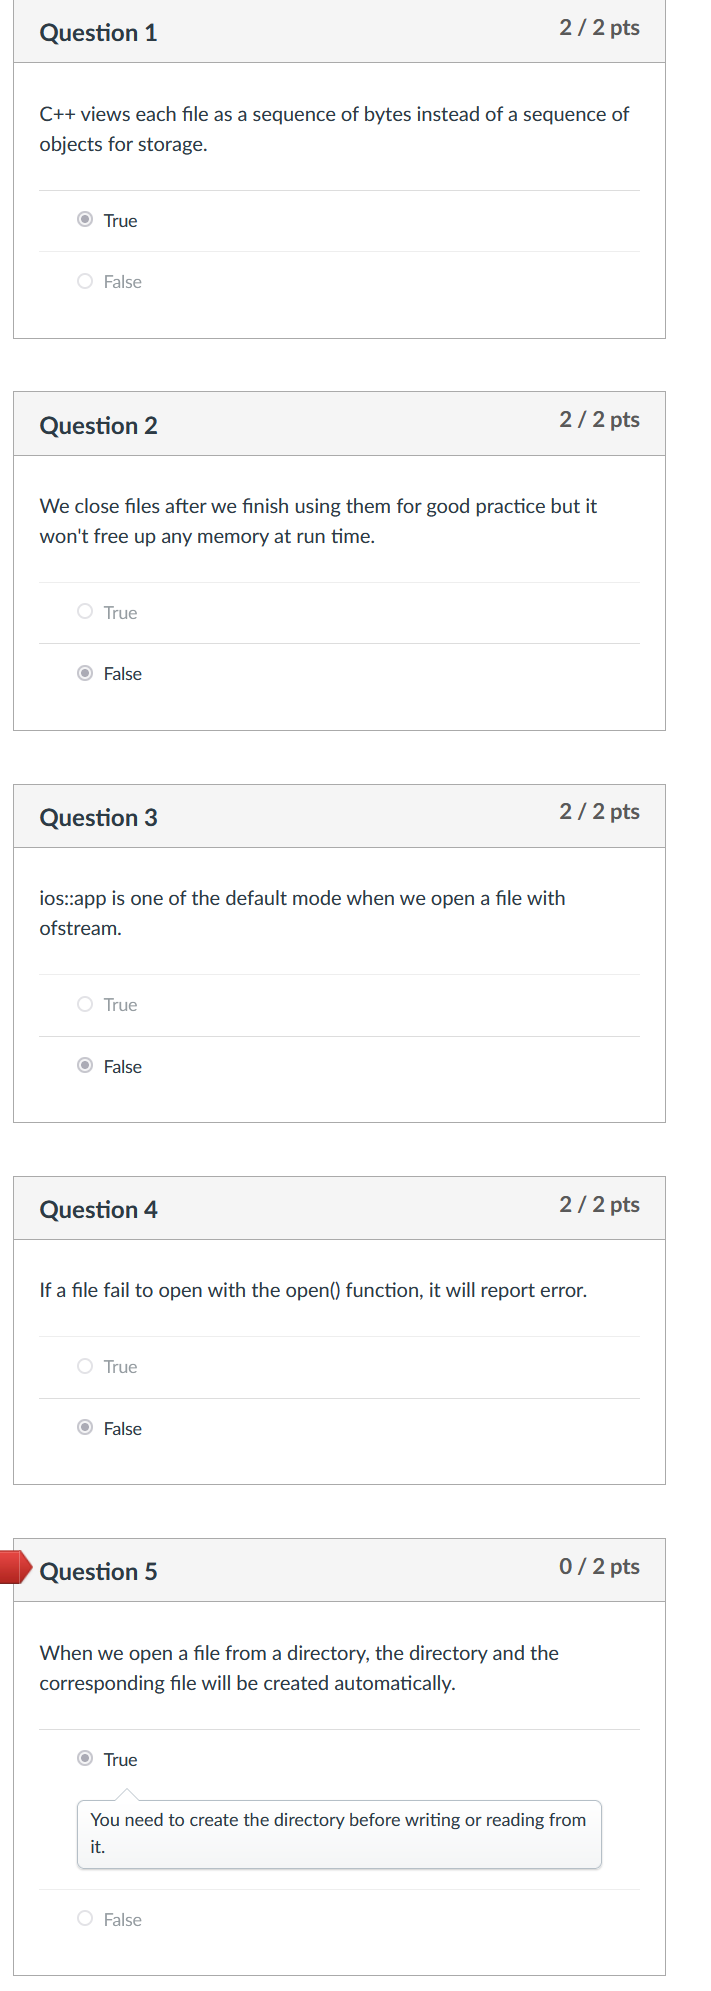 Question 1
2 / 2 pts
C++ views each file as a sequence of bytes instead of a sequence of
objects for storage.
True
False
Question 2
2 / 2 pts
We close files after we finish using them for good practice but it
won't free up any memory at run time.
True
False
Question 3
2 / 2 pts
ios::app is one of the default mode when we open a file with
ofstream.
True
False
Question 4
2 / 2 pts
If a file fail to open with the open() function, it will report error.
True
False
Question 5
0 / 2 pts
When we open a file from a directory, the directory and the
corresponding file will be created automatically.
True
You need to create the directory before writing or reading from
it.
False